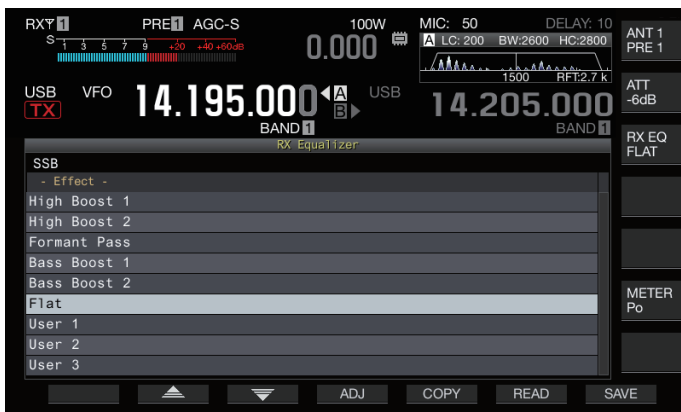 RX 1 PRE 1 AGC-S 100W MIC: 50 DELAY: 10
S 1 3 5 7 9 +20 +40 +60dB 0.000 A LC: 200 BW:2600 HC:2800
1500 RFT:2.7 k
USB VFO 14.195.000 A USB 14.205.000
TX B
BAND 1 BAND 1
RX Equalizer
SSB
- Effect -
High Boost 1
High Boost 2
Formant Pass
Bass Boost 1
Bass Boost 2
Flat
User 1
User 2
User 3
ANT 1
PRE 1
ATT
-6dB
RX EQ
FLAT
METER
Po
ADJ COPY READ SAVE